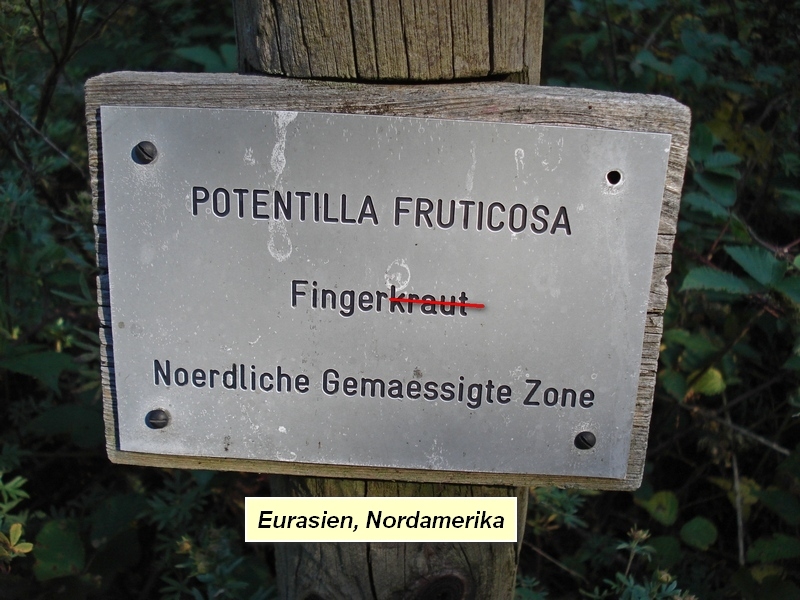 POTENTILLA FRUTICOSA
Fingerkraut
Noerdliche Gemaessigte Zone
Eurasien, Nordamerika